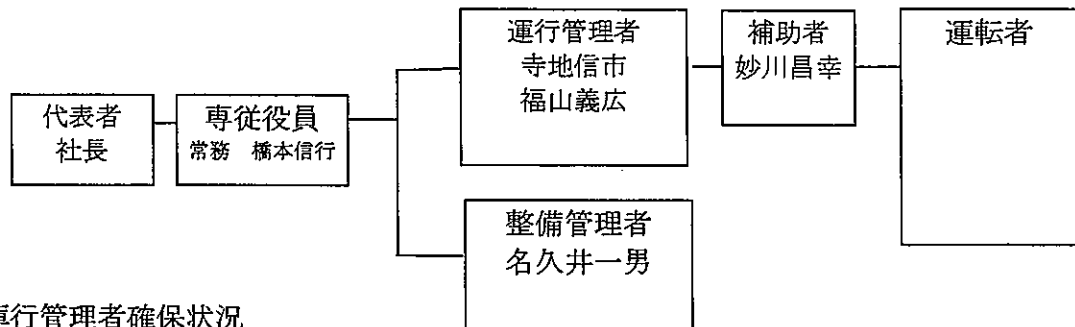 代表者
社長
専従役員
常務　橋本信行
運行管理者
寺地信市
福山義広
補助者
妙川昌幸
運転者
整備管理者
名久井一男
運行管理者確保状況